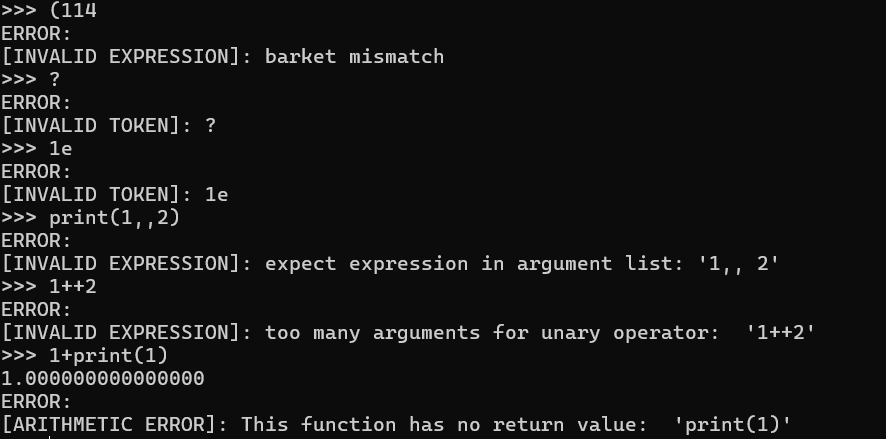 >>> (114
ERROR:
[INVALID EXPRESSION]: barket mismatch
>>> ?
ERROR:
[INVALID TOKEN]: ?
>>> 1e
ERROR:
[INVALID TOKEN]: 1e
>>> print(1,,2)
ERROR:
[INVALID EXPRESSION]: expect expression in argument list: '1,, 2'
>>> 1++2
ERROR:
[INVALID EXPRESSION]: too many arguments for unary operator:  '1++2'
>>> 1+print(1)
1.000000000000000
ERROR:
[ARITHMETIC ERROR]: This function has no return value:  'print(1)'